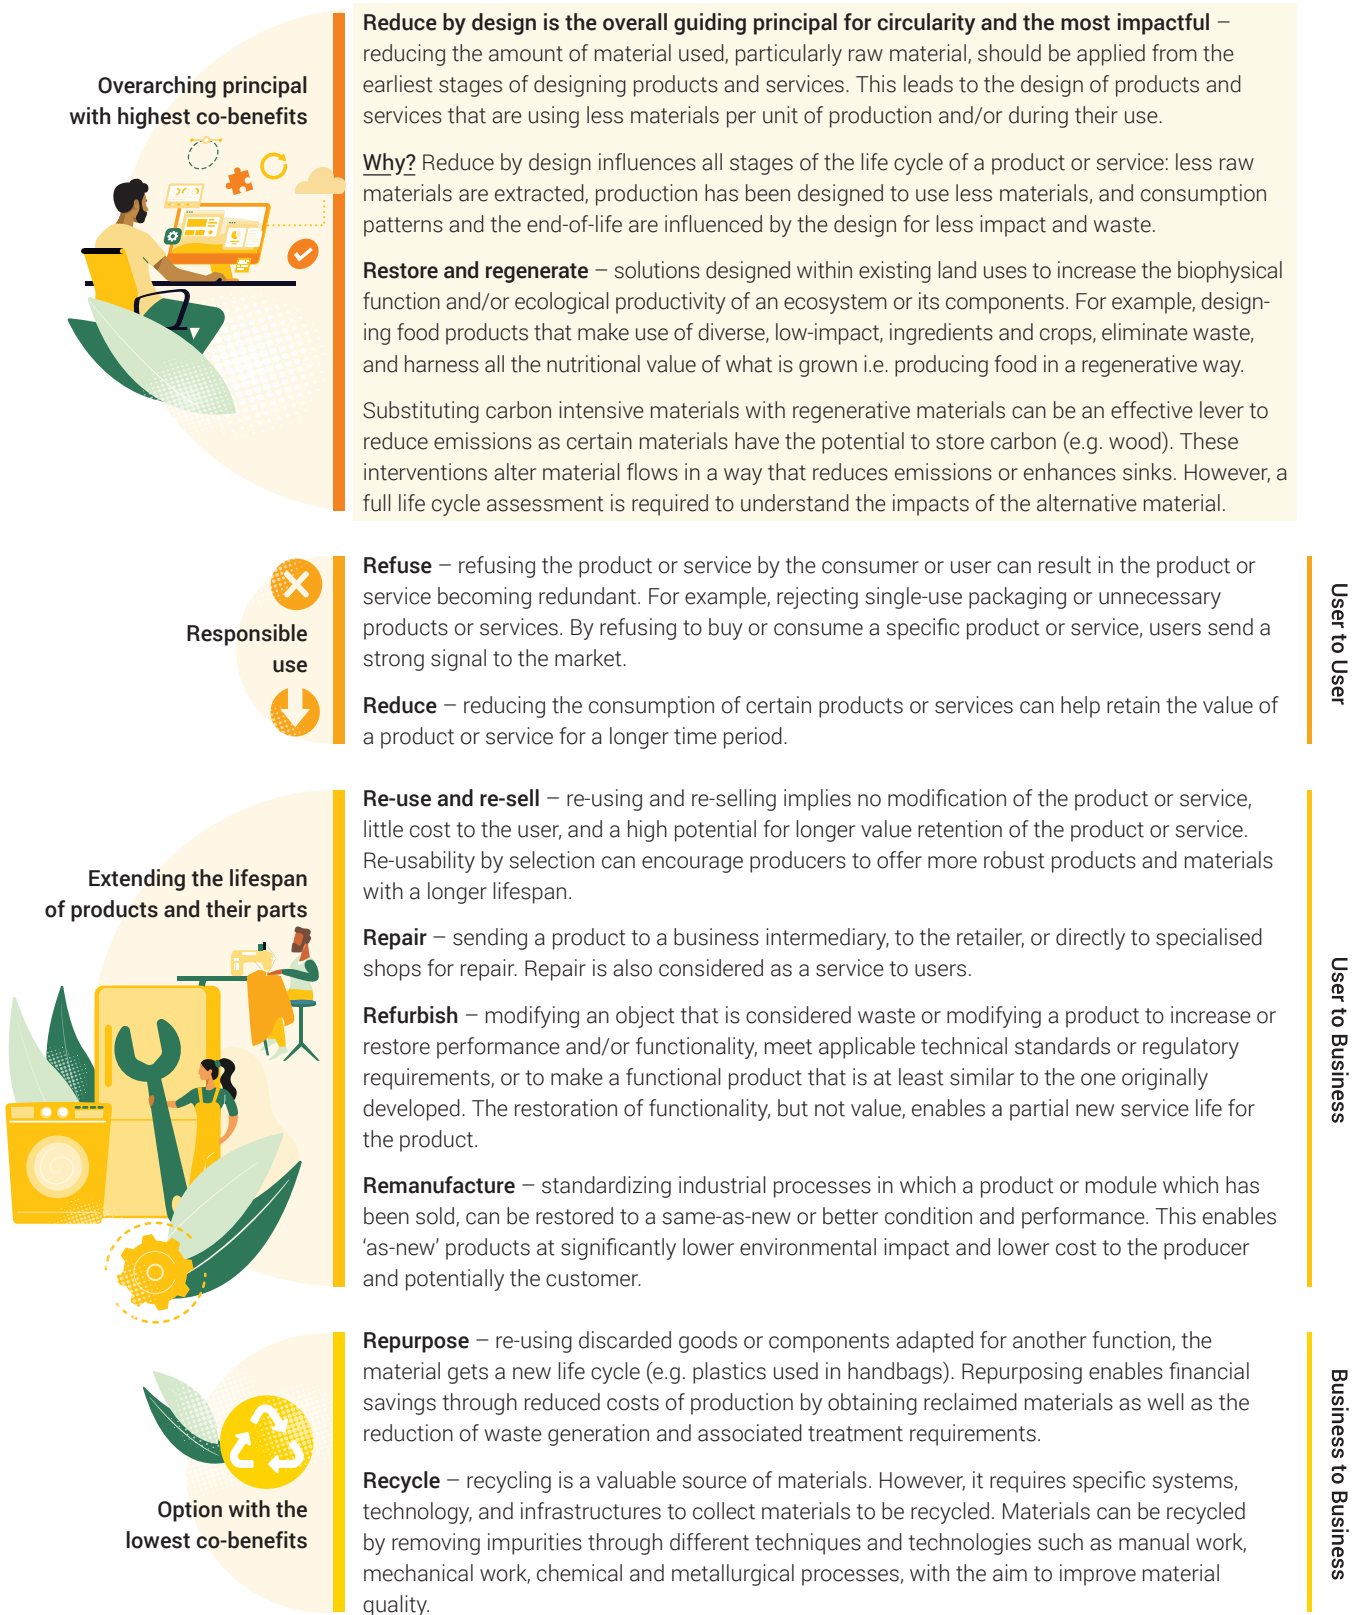 Overarching principal
with highest co-benefits
Reduce by design is the overall guiding principal for circularity and the most impactful –
reducing the amount of material used, particularly raw material, should be applied from the
earliest stages of designing products and services. This leads to the design of products and
services that are using less materials per unit of production and/or during their use.
Why? Reduce by design influences all stages of the life cycle of a product or service: less raw
materials are extracted, production has been designed to use less materials, and consumption
patterns and the end-of-life are influenced by the design for less impact and waste.
Restore and regenerate – solutions designed within existing land uses to increase the biophysical
function and/or ecological productivity of an ecosystem or its components. For example, design-
ing food products that make use of diverse, low-impact, ingredients and crops, eliminate waste,
and harness all the nutritional value of what is grown i.e. producing food in a regenerative way.
Substituting carbon intensive materials with regenerative materials can be an effective lever to
reduce emissions as certain materials have the potential to store carbon (e.g. wood). These
interventions alter material flows in a way that reduces emissions or enhances sinks. However, a
full life cycle assessment is required to understand the impacts of the alternative material.
Responsible
use
Refuse – refusing the product or service by the consumer or user can result in the product or
service becoming redundant. For example, rejecting single-use packaging or unnecessary
products or services. By refusing to buy or consume a specific product or service, users send a
strong signal to the market.
Reduce – reducing the consumption of certain products or services can help retain the value of
a product or service for a longer time period.
User to User
Extending the lifespan
of products and their parts
Re-use and re-sell – re-using and re-selling implies no modification of the product or service,
little cost to the user, and a high potential for longer value retention of the product or service.
Re-usability by selection can encourage producers to offer more robust products and materials
with a longer lifespan.
Repair – sending a product to a business intermediary, to the retailer, or directly to specialised
shops for repair. Repair is also considered as a service to users.
Refurbish – modifying an object that is considered waste or modifying a product to increase or
restore performance and/or functionality, meet applicable technical standards or regulatory
requirements, or to make a functional product that is at least similar to the one originally
developed. The restoration of functionality, but not value, enables a partial new service life for
the product.
Remanufacture – standardizing industrial processes in which a product or module which has
been sold, can be restored to a same-as-new or better condition and performance. This enables
‘as-new’ products at significantly lower environmental impact and lower cost to the producer
and potentially the customer.
User to Business
Option with the
lowest co-benefits
Repurpose – re-using discarded goods or components adapted for another function, the
material gets a new life cycle (e.g. plastics used in handbags). Repurposing enables financial
savings through reduced costs of production by obtaining reclaimed materials as well as the
reduction of waste generation and associated treatment requirements.
Recycle – recycling is a valuable source of materials. However, it requires specific systems,
technology, and infrastructures to collect materials to be recycled. Materials can be recycled
by removing impurities through different techniques and technologies such as manual work,
mechanical work, chemical and metallurgical processes, with the aim to improve material
quality.
Business to Business